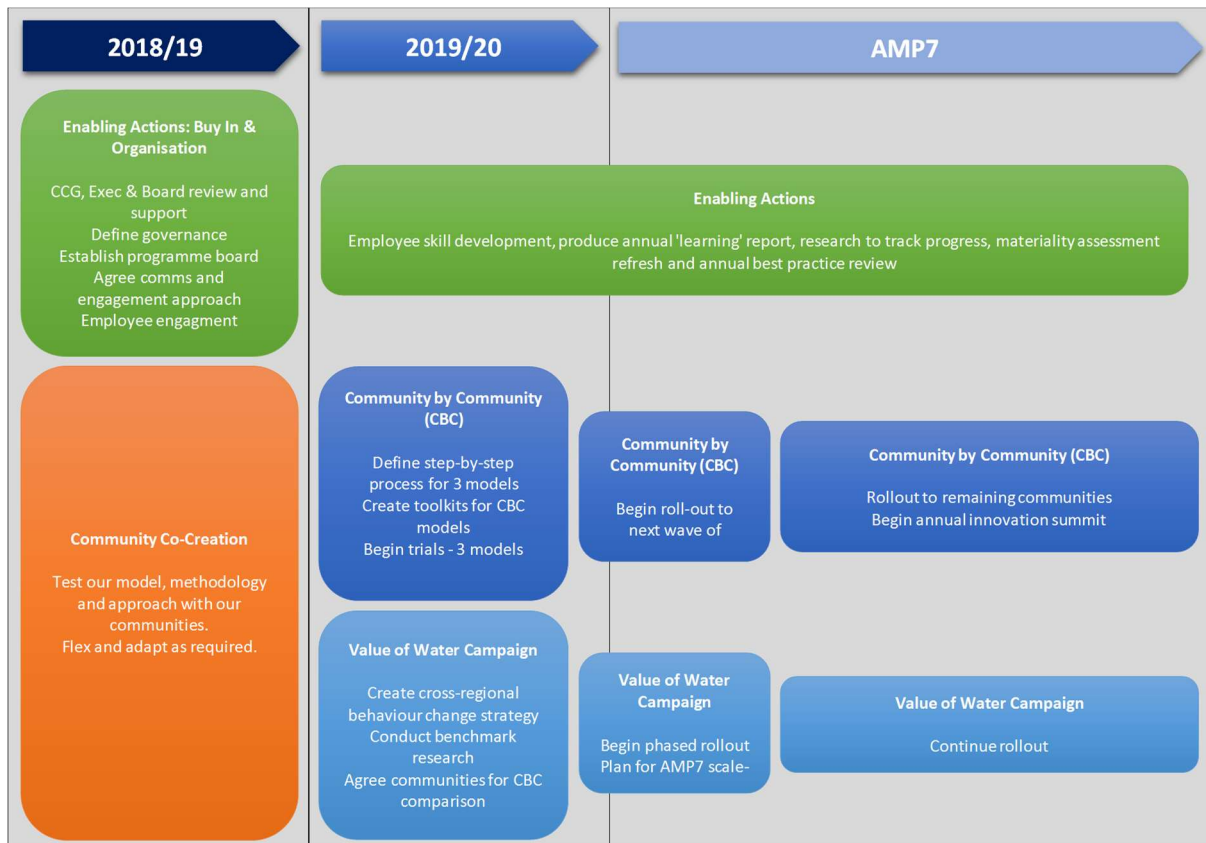 2018/19
2019/20
AMP7
Enabling Actions: Buy In &
Organisation
CCG, Exec & Board review and
support
Define governance
Establish programme board
Agree comms and
engagement approach
Employee engagment
Enabling Actions
Employee skill development, produce annual 'learning' report, research to track progress, materiality assessment
refresh and annual best practice review
Community Co-Creation
Test our model, methodology
and approach with our
communities.
Flex and adapt as required.
Community by Community
(CBC)
Define step-by-step
process for 3 models
Create toolkits for CBC
models
Begin trials - 3 models
Community by
Community (CBC)
Begin roll-out to
next wave of
Community by Community (CBC)
Rollout to remaining communities
Begin annual innovation summit
Value of Water Campaign
Create cross-regional
behaviour change strategy
Conduct benchmark
research
Agree communities for CBC
comparison
Value of Water
Campaign
Begin phased rollout
Plan for AMP7 scale-
Value of Water Campaign
Continue rollout